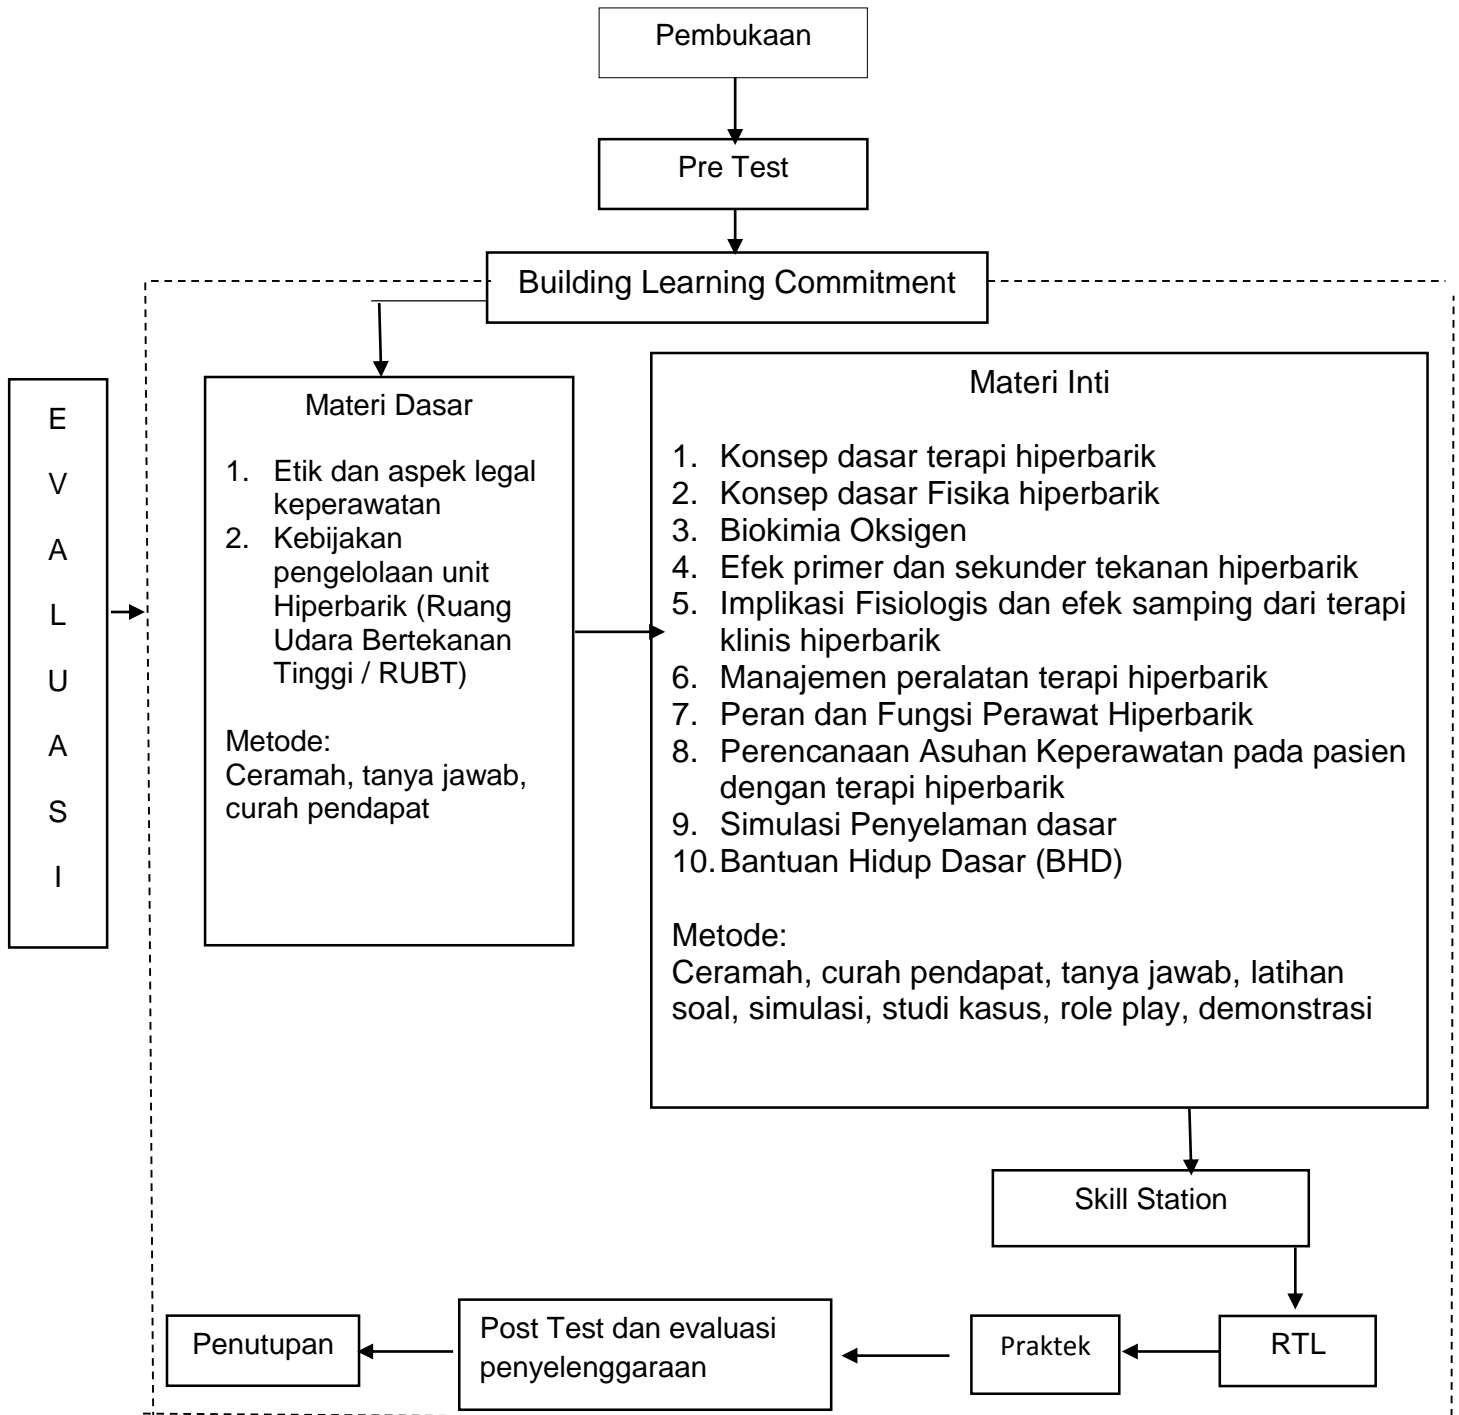 Pembukaan
Pre Test
Building Learning Commitment
E
V
A
L
U
A
S
I
Materi Dasar
1. Etik dan aspek legal
keperawatan
2. Kebijakan
pengelolaan unit
Hiperbarik (Ruang
Udara Bertekanan
Tinggi / RUBT)
Metode:
Ceramah, tanya jawab,
curah pendapat
Materi Inti
1. Konsep dasar terapi hiperbarik
2. Konsep dasar Fisika hiperbarik
3. Biokimia Oksigen
4. Efek primer dan sekunder tekanan hiperbarik
5. Implikasi Fisiologis dan efek samping dari terapi
klinis hiperbarik
6. Manajemen peralatan terapi hiperbarik
7. Peran dan Fungsi Perawat Hiperbarik
8. Perencanaan Asuhan Keperawatan pada pasien
dengan terapi hiperbarik
9. Simulasi Penyelaman dasar
10. Bantuan Hidup Dasar (BHD)
Metode:
Ceramah, curah pendapat, tanya jawab, latihan
soal, simulasi, studi kasus, role play, demonstrasi
Skill Station
RTL
Praktek
Post Test dan evaluasi
penyelenggaraan
Penutupan